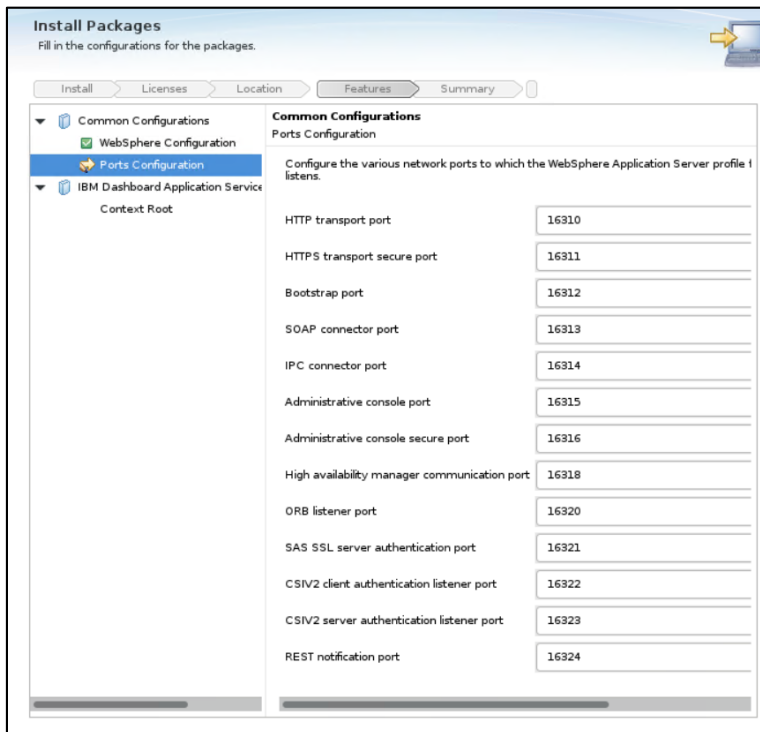 Install Packages
Fill in the configurations for the packages.
Install Licenses Location Features Summary
Common Configurations
WebSphere Configuration
Ports Configuration
IBM Dashboard Application Service
Context Root
Common Configurations
Ports Configuration
Configure the various network ports to which the WebSphere Application Server profile
listens.
HTTP transport port 16310
HTTPS transport secure port 16311
Bootstrap port 16312
SOAP connector port 16313
IPC connector port 16314
Administrative console port 16315
Administrative console secure port 16316
High availability manager communication port 16318
ORB listener port 16320
SAS SSL server authentication port 16321
CSIV2 client authentication listener port 16322
CSIV2 server authentication listener port 16323
REST notification port 16324